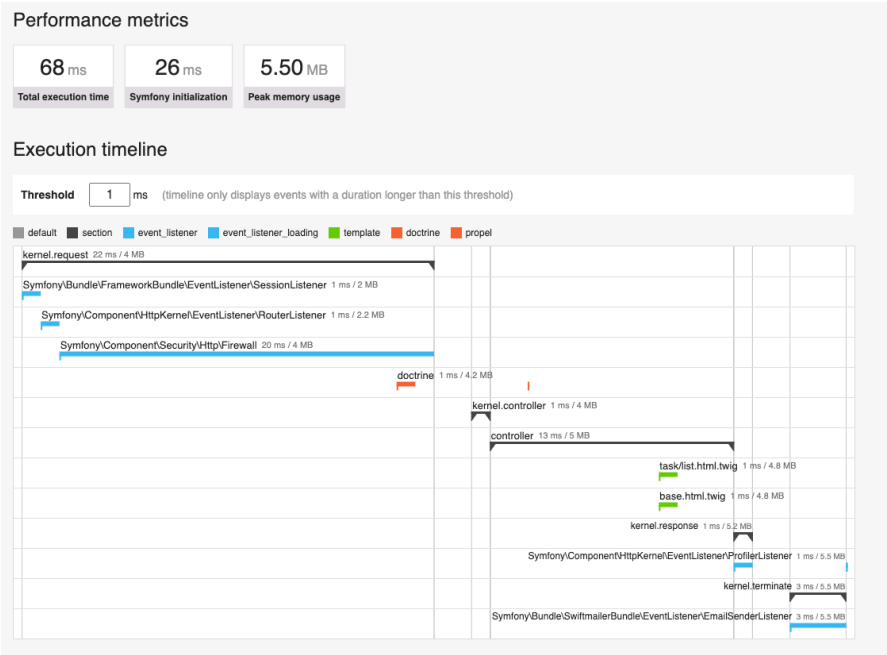 Performance metrics
68 ms 26 ms 5.50 MB
Total execution time Symfony initialization Peak memory usage
Execution timeline
Threshold 1 ms (timeline only displays events with a duration longer than this threshold)
default section event_listener event_listener_loading template doctrine propel
kernel.request 22 ms / 4 MB
Symfony\Bundle\FrameworkBundle\EventListener\SessionListener 1 ms / 2 MB
Symfony\Component\HttpKernel\EventListener\RouterListener 1 ms / 2.2 MB
Symfony\Component\Security\Http\Firewall 20 ms / 4 MB
doctrine 1 ms / 4.2 MB
kernel.controller 1 ms / 4 MB
controller 13 ms / 5 MB
task/list.html.twig 1 ms / 4.8 MB
base.html.twig 1 ms / 4.8 MB
kernel.response 1 ms / 5.2 MB
Symfony\Component\HttpKernel\EventListener\ProfilerListener 1 ms / 5.5 MB
kernel.terminate 3 ms / 5.5 MB
Symfony\Bundle\SwiftmailerBundle\EventListener\EmailSenderListener 3 ms / 5.5 MB